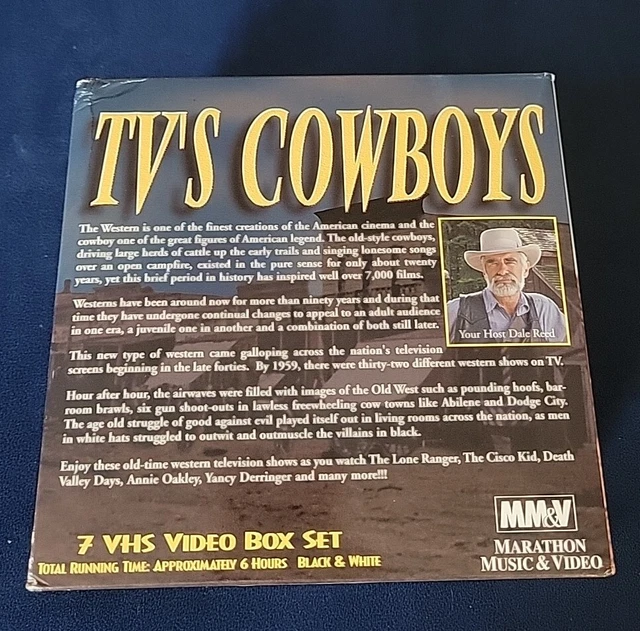 TV'S COWBOYS
The Western is one of the finest creations of the American cinema and the
cowboy one of the great figures of American legend. The old-style cowboys,
driving large herds of cattle up the early trails and singing lonesome songs
over an open campfire, existed in the pure sense for only about twenty
years, yet this brief period in history has inspired well over 7,000 films.
Your Host Dale Reed
Westerns have been around now for more than ninety years and during that
time they have undergone continual changes to appeal to an adult audience
in one era, a juvenile one in another and a combination of both still later.
This new type of western came galloping across the nation's television
screens beginning in the late forties. By 1959, there were thirty-two different western shows on TV.
Hour after hour, the airwaves were filled with images of the Old West such as pounding hoofs, bar-
room brawls, six gun shoot-outs in lawless freewheeling cow towns like Abilene and Dodge City.
The age old struggle of good against evil played itself out in living rooms across the nation, as men
in white hats struggled to outwit and outmuscle the villains in black.
Enjoy these old-time western television shows as you watch The Lone Ranger, The Cisco Kid, Death
Valley Days, Annie Oakley, Yancy Derringer and many more!!!
7 VHS VIDEO BOX SET
TOTAL RUNNING TIME: APPROXIMATELY 6 HOURS BLACK & WHITE
MM&V
MARATHON
MUSIC & VIDEO